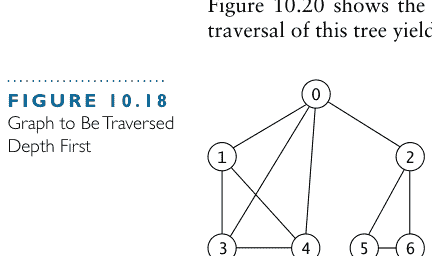 Figure 10.20 shows the
traversal of this tree yield
FIGURE 10.18
Graph to Be Traversed
Depth First
0
1
2
3
4
5
6